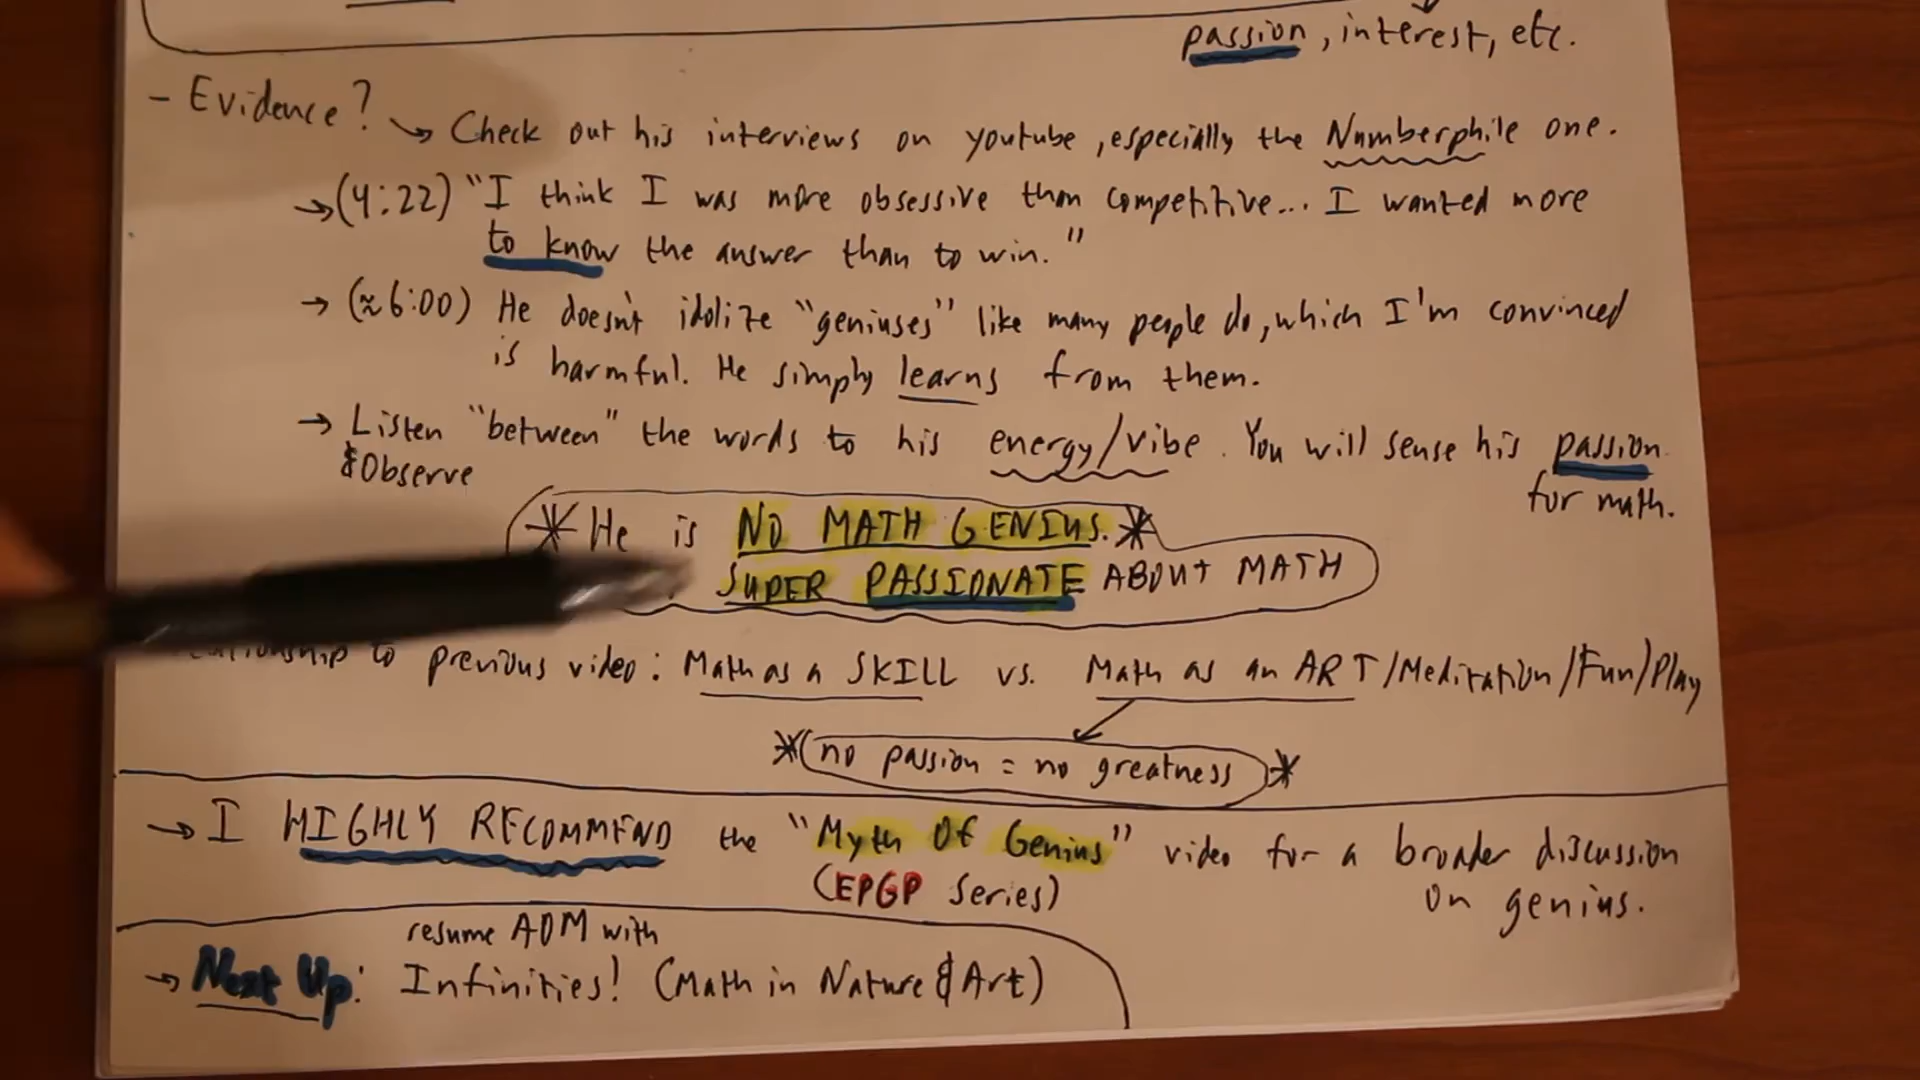 passion, interest, etc.
- Evidence? → Check out his interviews on youtube, especially the Numberphile one.
→ (4:22) "I think I was more obsessive than competitive... I wanted more
to know the answer than to win."
→ (≈6:00) He doesn't idolize "geniuses" like many people do, which I'm convinced
is harmful. He simply learns from them.
→ Listen "between" the words to his energy/vibe. You will sense his passion
& Observe
for math.
* He is NO MATH GENIUS. *
SUPER PASSIONATE ABOUT MATH
to previous video: Math as a SKILL vs. Math as an ART/Meditation/Fun/Play
* no passion = no greatness *
→ I HIGHLY RECOMMEND the "Myth Of Genius" video for a broader discussion
(EPGP Series) on genius.
resume AOM with
→ Next Up: Infinities! (Math in Nature & Art)